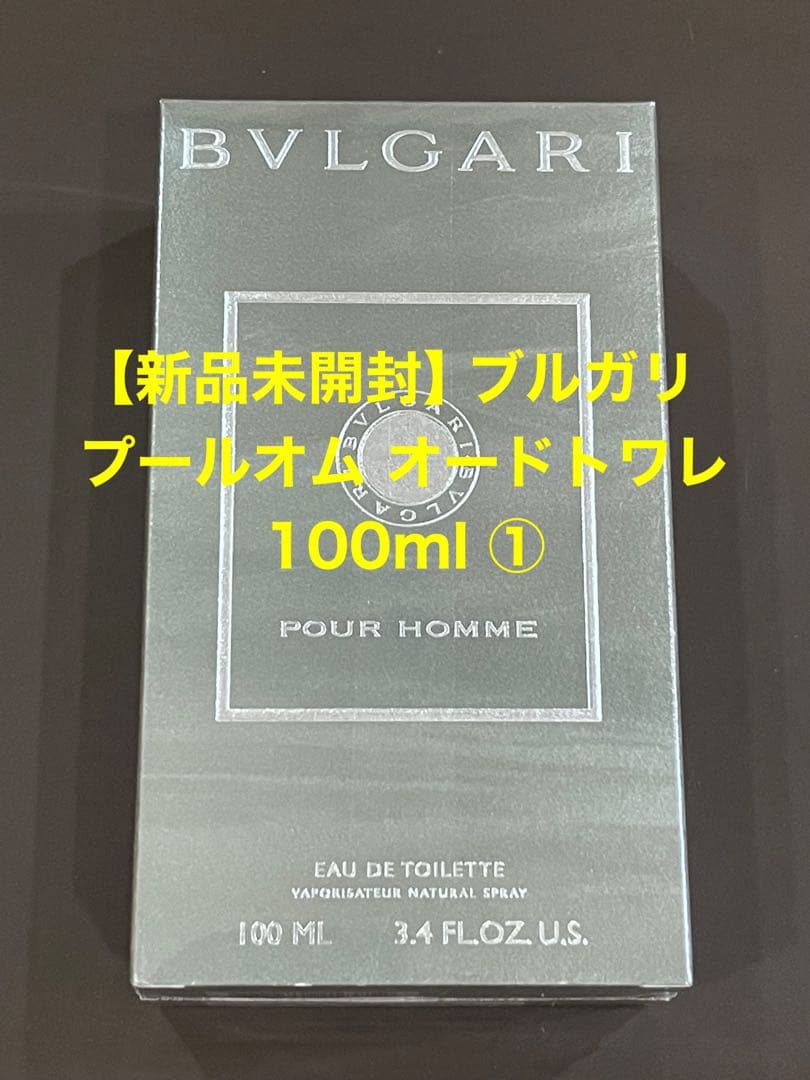 BVLGARI
【新品未開封】ブルガリ
プールオム オードトワレ
100ml ①
BVLGARI BVLGARI
POUR HOMME
EAU DE TOILETTE
VAPORISATEUR NATURAL SPRAY
100 ML 3.4 FL.OZ. U.S.